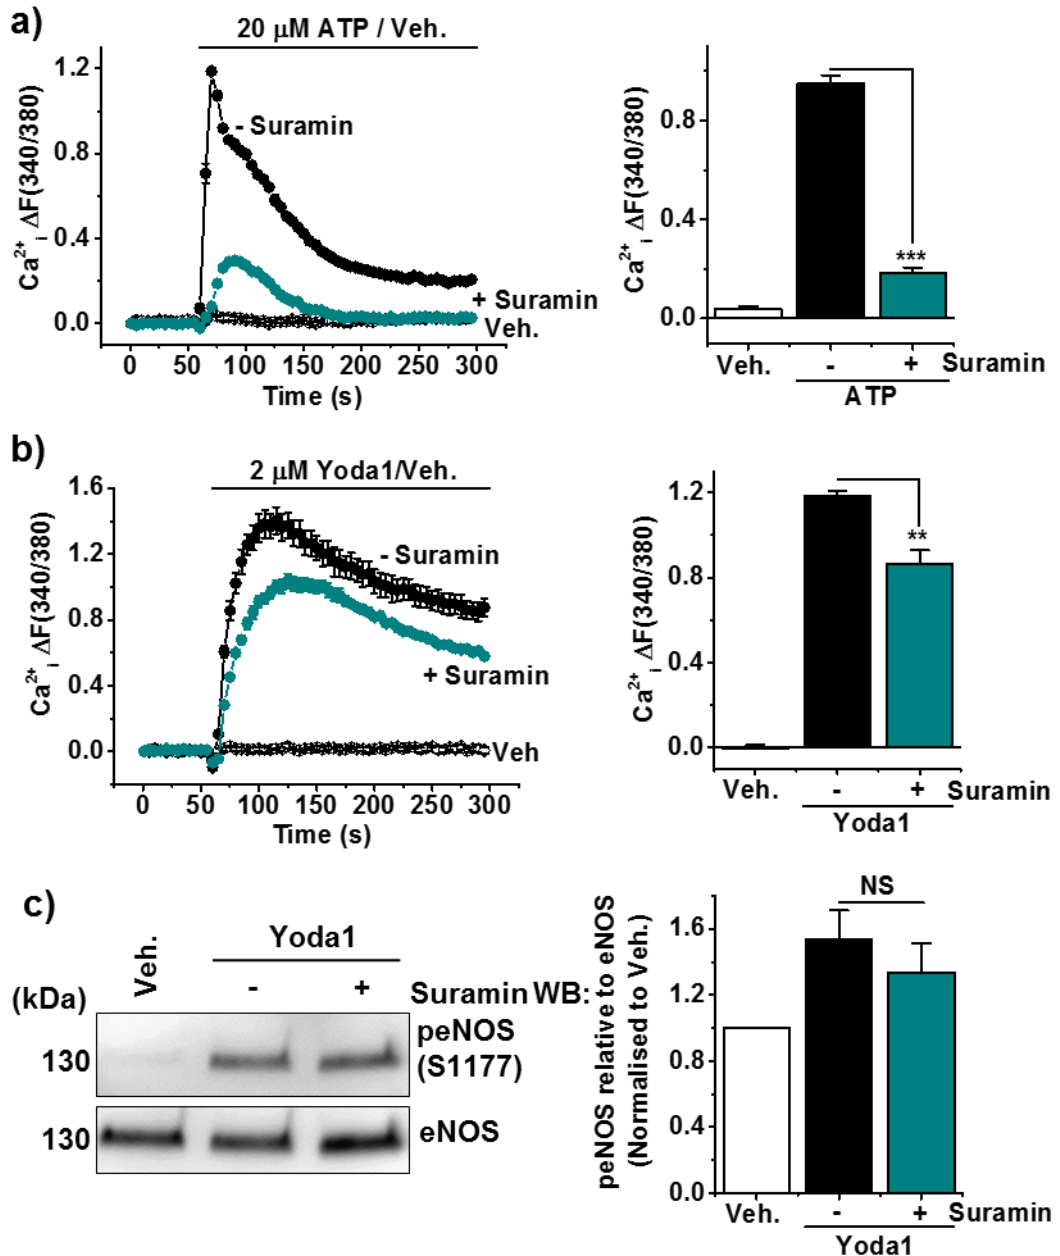 a)
20 μM ATP / Veh.
Ca²⁺ᵢ ΔF(340/380)
1.2
0.8
0.4
0.0
- Suramin
+ Suramin
Veh.
0 50 100 150 200 250 300
Time (s)
Ca²⁺ᵢ ΔF(340/380)
0.8
0.4
0.0
***
Veh. - + Suramin
ATP
b)
2 μM Yoda1/Veh.
Ca²⁺ᵢ ΔF(340/380)
1.6
1.2
0.8
0.4
0.0
- Suramin
+ Suramin
Veh
0 50 100 150 200 250 300
Time (s)
Ca²⁺ᵢ ΔF(340/380)
1.2
0.8
0.4
0.0
**
Veh. - + Suramin
Yoda1
c)
Veh.
Yoda1
(kDa) - + Suramin WB:
130 peNOS
(S1177)
130 eNOS
peNOS relative to eNOS
(Normalised to Veh.)
NS
1.6
1.2
0.8
0.4
0.0
Veh. - + Suramin
Yoda1